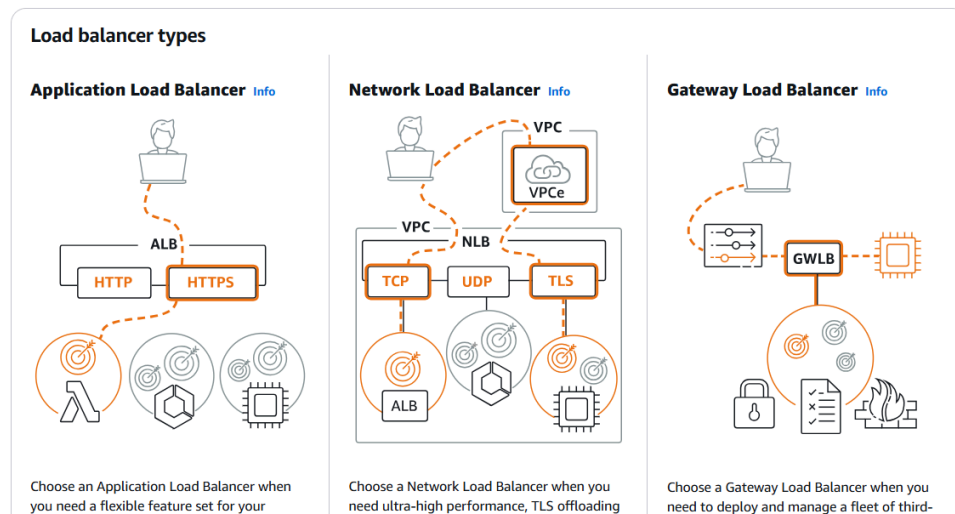 Load balancer types
Application Load Balancer Info
ALB
HTTP
HTTPS
Choose an Application Load Balancer when
you need a flexible feature set for your
Network Load Balancer Info
VPC
VPCe
VPC
NLB
TCP
UDP
TLS
ALB
Choose a Network Load Balancer when you
need ultra-high performance, TLS offloading
Gateway Load Balancer Info
GWLB
Choose a Gateway Load Balancer when you
need to deploy and manage a fleet of third-